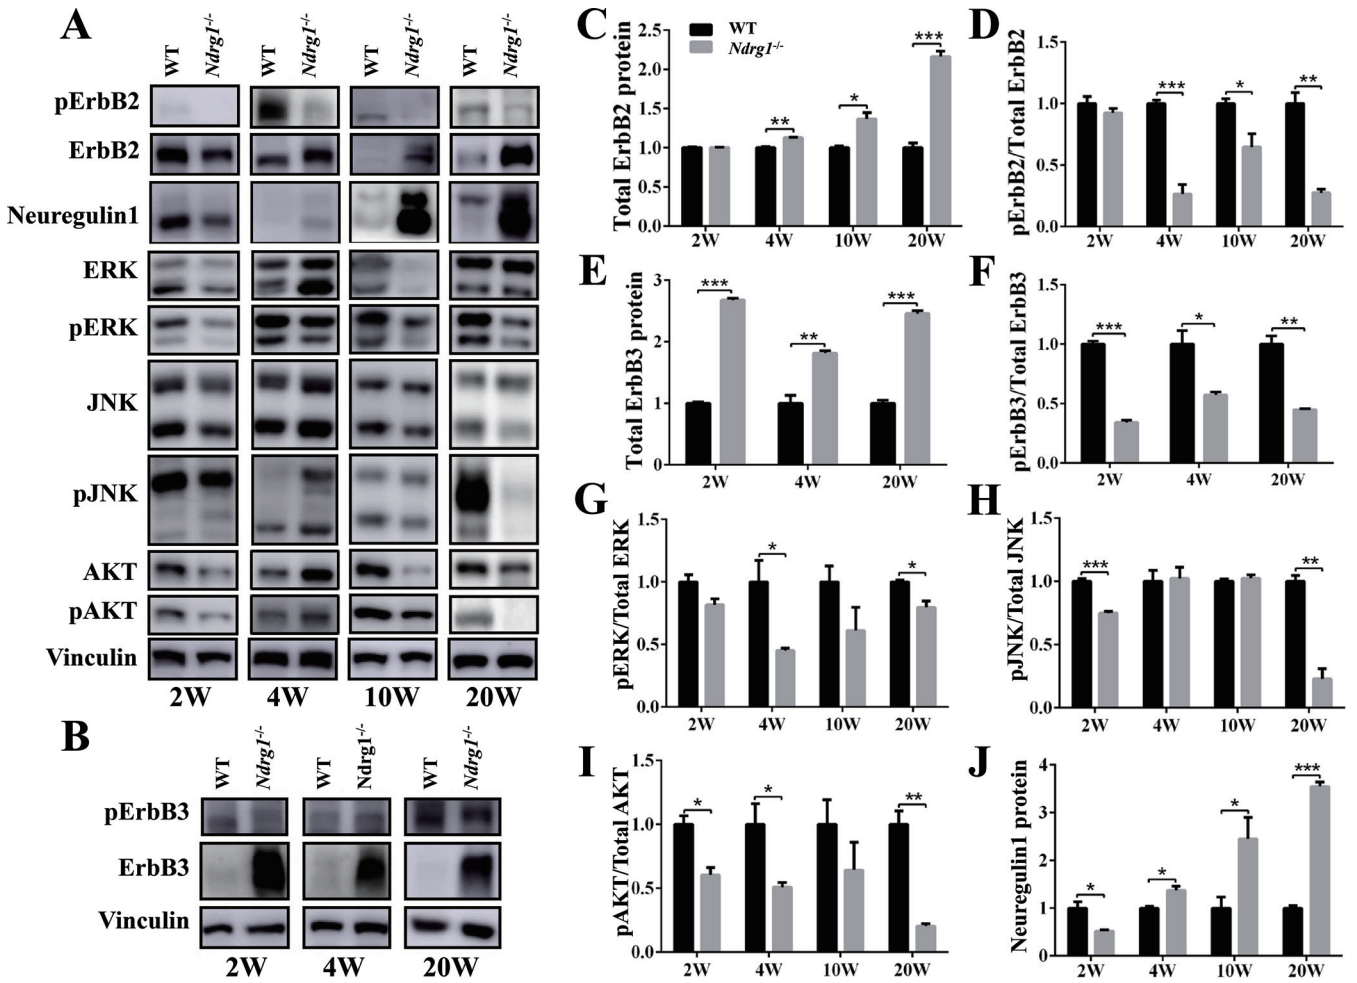 A
WT
Ndrg1-/-
WT
Ndrg1-/-
WT
Ndrg1-/-
WT
Ndrg1-/-
pErbB2
ErbB2
Neuregulin1
ERK
pERK
JNK
pJNK
AKT
pAKT
Vinculin
2W 4W 10W 20W
B
WT
Ndrg1-/-
WT
Ndrg1-/-
WT
Ndrg1-/-
pErbB3
ErbB3
Vinculin
2W 4W 20W
C
WT
Ndrg1-/-
Total ErbB2 protein
2.5
2.0
1.5
1.0
0.5
0.0
**
*
***
2W 4W 10W 20W
D
pErbB2/Total ErbB2
1.5
1.0
0.5
0.0
***
*
**
2W 4W 10W 20W
E
Total ErbB3 protein
3
2
1
0
***
**
***
2W 4W 20W
F
pErbB3/Total ErbB3
1.5
1.0
0.5
0.0
***
*
**
2W 4W 20W
G
pERK/Total ERK
1.5
1.0
0.5
0.0
*
*
2W 4W 10W 20W
H
pJNK/Total JNK
1.5
1.0
0.5
0.0
***
**
2W 4W 10W 20W
I
pAKT/Total AKT
1.5
1.0
0.5
0.0
*
*
**
2W 4W 10W 20W
J
Neuregulin1 protein
4
3
2
1
0
*
*
*
***
2W 4W 10W 20W